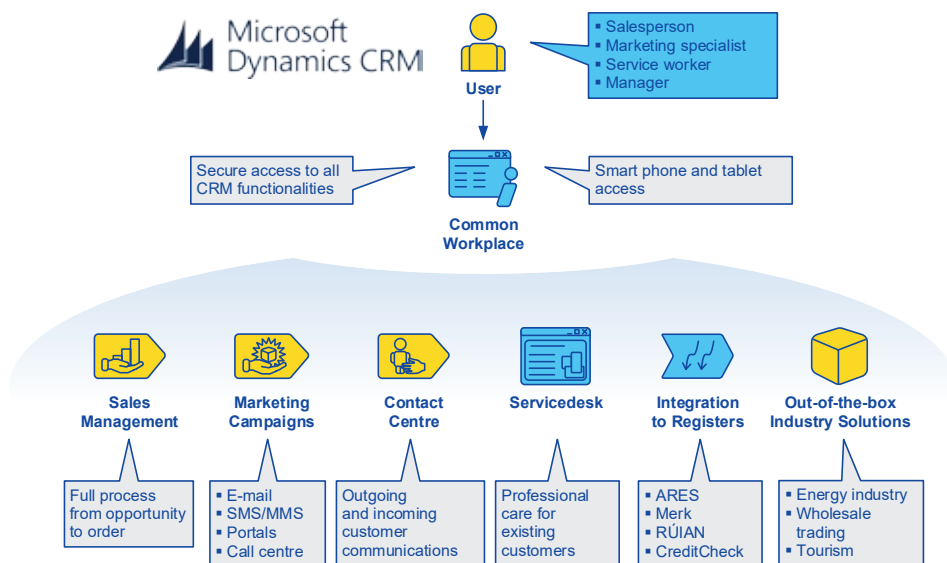 Microsoft
Dynamics CRM
▪ Salesperson
▪ Marketing specialist
▪ Service worker
▪ Manager
User
Secure access to all
CRM functionalities
Smart phone and tablet
access
Common
Workplace
Sales
Management
Marketing
Campaigns
Contact
Centre
Servicedesk
Integration
to Registers
Out-of-the-box
Industry Solutions
Full process
from opportunity
to order
▪ E-mail
▪ SMS/MMS
▪ Portals
▪ Call centre
Outgoing
and incoming
customer
communications
Professional
care for
existing
customers
▪ ARES
▪ Merk
▪ RÚIAN
▪ CreditCheck
▪ Energy industry
▪ Wholesale
trading
▪ Tourism